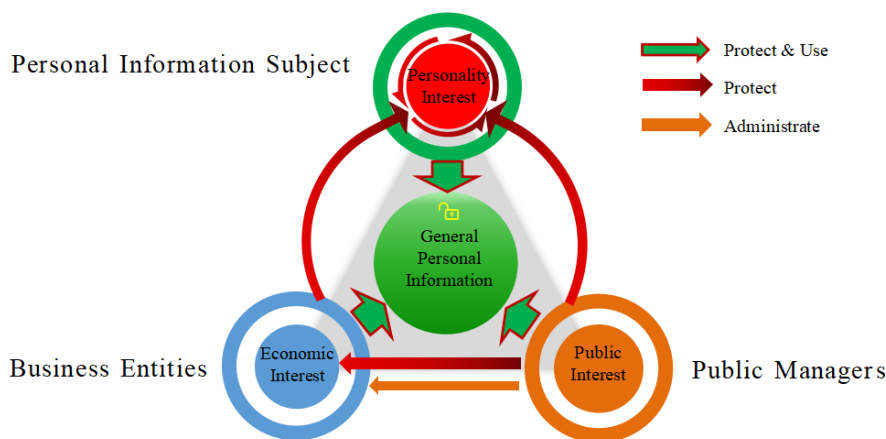 Personal Information Subject
Personality
Interest
Protect & Use
Protect
Administrate
General
Personal
Information
Business Entities
Economic
Interest
Public
Interest
Public Managers